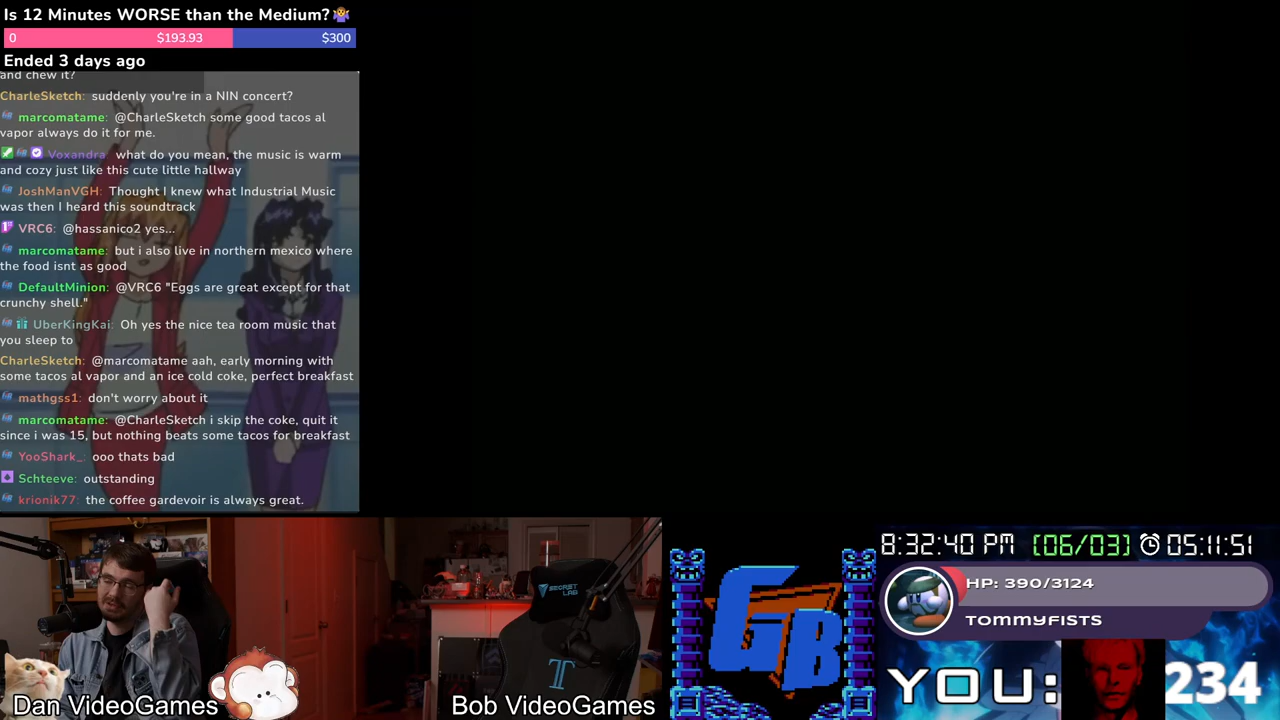 Is 12 Minutes WORSE than the Medium?🤷‍♀️
0 $193.93 $300
Ended 3 days ago
and chew it?
CharleSketch: suddenly you're in a NIN concert?
marcomatame: @CharleSketch some good tacos al
vapor always do it for me.
Voxandra what do you mean, the music is warm
and cozy just like this cute little hallway
JoshManVGH: Thought I knew what Industrial Music
was then I heard this soundtrack
VRC6: @hassanico2 yes...
marcomatame: but i also live in northern mexico where
the food isnt as good
DefaultMinion: @VRC6 "Eggs are great except for that
crunchy shell."
UberKingKai: Oh yes the nice tea room music that
you sleep to
CharleSketch: @marcomatame aah, early morning with
some tacos al vapor and an ice cold coke, perfect breakfast
mathgss1: don't worry about it
marcomatame: @CharleSketch i skip the coke, quit it
since i was 15, but nothing beats some tacos for breakfast
YooShark_: ooo thats bad
Schteeve: outstanding
krionik77: the coffee gardevoir is always great.
SECRET
LAB
Dan VideoGames
Bob VideoGames
GB
8:32:40 PM [06/03] 05:11:51
HP: 390/3124
TOMMYFISTS
YOU: 234